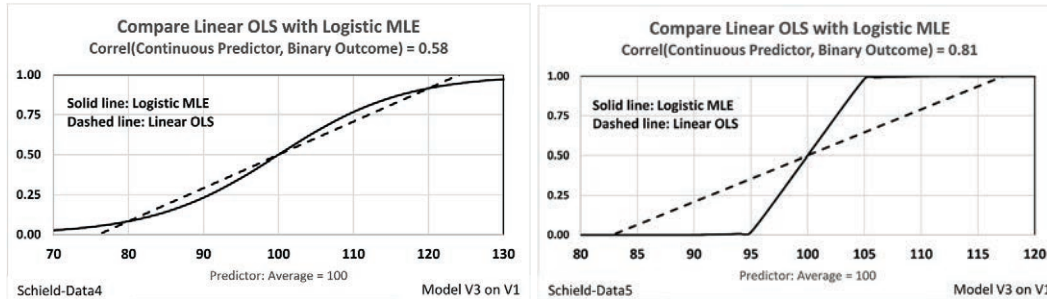 Compare Linear OLS with Logistic MLE
Correl(Continuous Predictor, Binary Outcome) = 0.58
1.00
Solid line: Logistic MLE
0.75
Dashed line: Linear OLS
0.50
0.25
0.00
70 80 90 100 110 120 130
Predictor: Average = 100
Schield-Data4 Model V3 on V1
Compare Linear OLS with Logistic MLE
Correl(Continuous Predictor, Binary Outcome) = 0.81
1.00
Solid line: Logistic MLE
0.75
Dashed line: Linear OLS
0.50
0.25
0.00
80 85 90 95 100 105 110 115 120
Predictor: Average = 100
Schield-Data5 Model V3 on V1